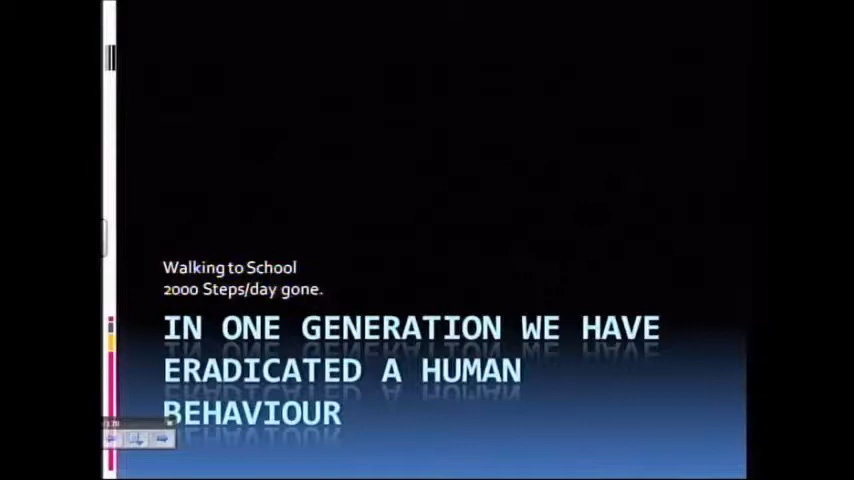 Walking to School
2000 Steps/day gone.
IN ONE GENERATION WE HAVE
ERADICATED A HUMAN
BEHAVIOUR